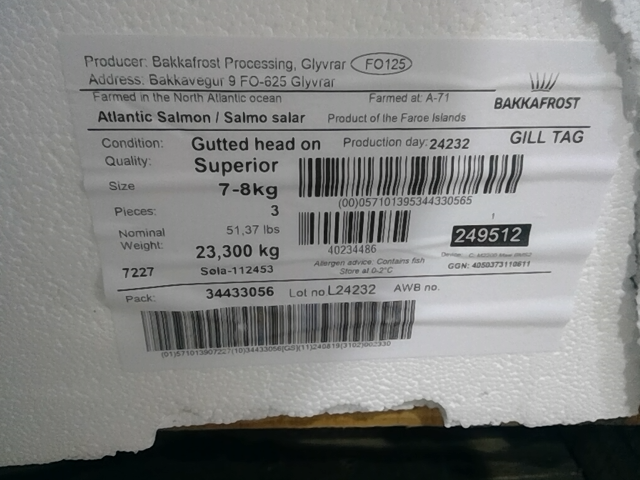 Producer: Bakkafrost Processing, Glyvrar FO125
Address: Bakkavegur 9 FO-625 Glyvrar
Farmed in the North Atlantic ocean Farmed at: A-71
BAKKAFROST
Atlantic Salmon / Salmo salar Product of the Faroe Islands
Condition: Gutted head on Production day: 24232 GILL TAG
Quality: Superior
Size 7-8kg
(00)057101395344330565
Pieces: 3
1
Nominal 51,37 lbs
Weight: 23,300 kg
40234486
249512
Allergen advice: Contains fish
Store at 0-2°C
GGN: 4050373110611
7227 Sola-112453
Pack: 34433056 Lot no L24232 AWB no.